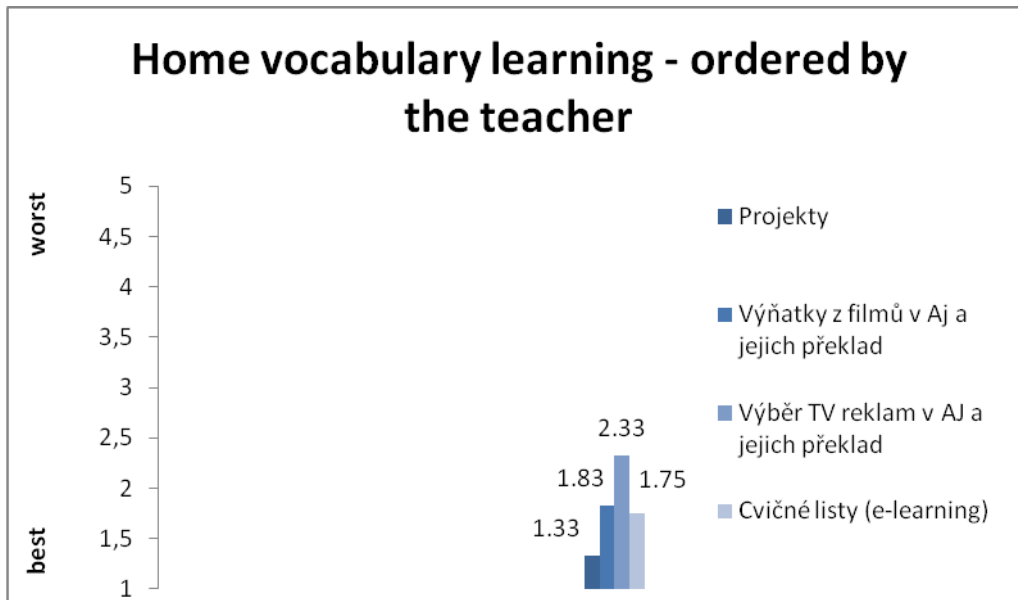 Home vocabulary learning - ordered by
the teacher
worst
best
5
4,5
4
3,5
3
2,5
2
1,5
1
1.33
1.83
2.33
1.75
Projekty
Výňatky z filmů v Aj a
jejich překlad
Výběr TV reklam v AJ a
jejich překlad
Cvičné listy (e-learning)